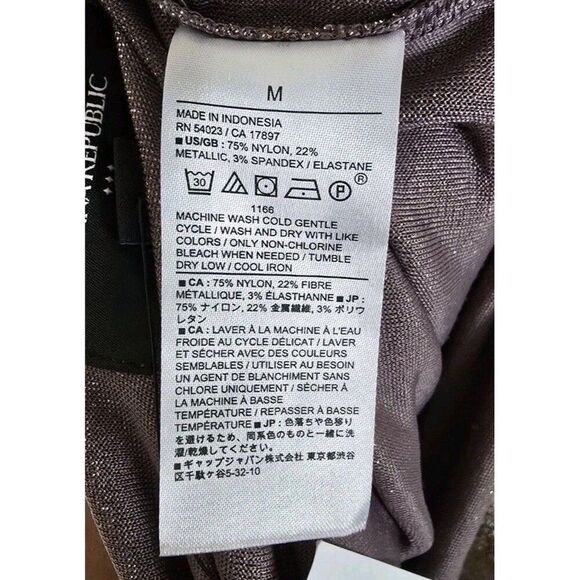 REPUBLIC
M
MADE IN INDONESIA
RN 54023 / CA 17897
■ US/GB : 75% NYLON, 22%
METALLIC, 3% SPANDEX / ELASTANE
30 P ®
1166
MACHINE WASH COLD GENTLE
CYCLE / WASH AND DRY WITH LIKE
COLORS / ONLY NON-CHLORINE
BLEACH WHEN NEEDED / TUMBLE
DRY LOW / COOL IRON
■ CA : 75% NYLON, 22% FIBRE
MÉTALLIQUE, 3% ÉLASTHANNE ■ JP :
75% ナイロン, 22% 金属繊維, 3% ポリウ
レタン
■ CA : LAVER À LA MACHINE À L'EAU
FROIDE AU CYCLE DÉLICAT / LAVER
ET SÉCHER AVEC DES COULEURS
SEMBLABLES / UTILISER AU BESOIN
UN AGENT DE BLANCHIMENT SANS
CHLORE UNIQUEMENT / SÉCHER À
LA MACHINE À BASSE
TEMPÉRATURE / REPASSER À BASSE
TEMPÉRATURE ■ JP : 色落ちや色移り
を避けるため、同系色のものと一緒に洗
濯/乾燥してください。
■ ギャップジャパン株式会社 東京都渋谷
区千駄ヶ谷5-32-10